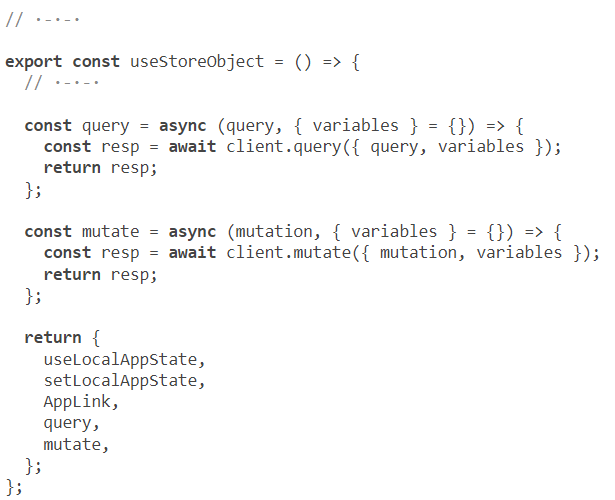 // ·-·-·
export const useStoreObject = () => {
// ·-·-·
const query = async (query, { variables } = {}) => {
const resp = await client.query({ query, variables });
return resp;
};
const mutate = async (mutation, { variables } = {}) => {
const resp = await client.mutate({ mutation, variables });
return resp;
};
return {
useLocalAppState,
setLocalAppState,
AppLink,
query,
mutate,
};
};